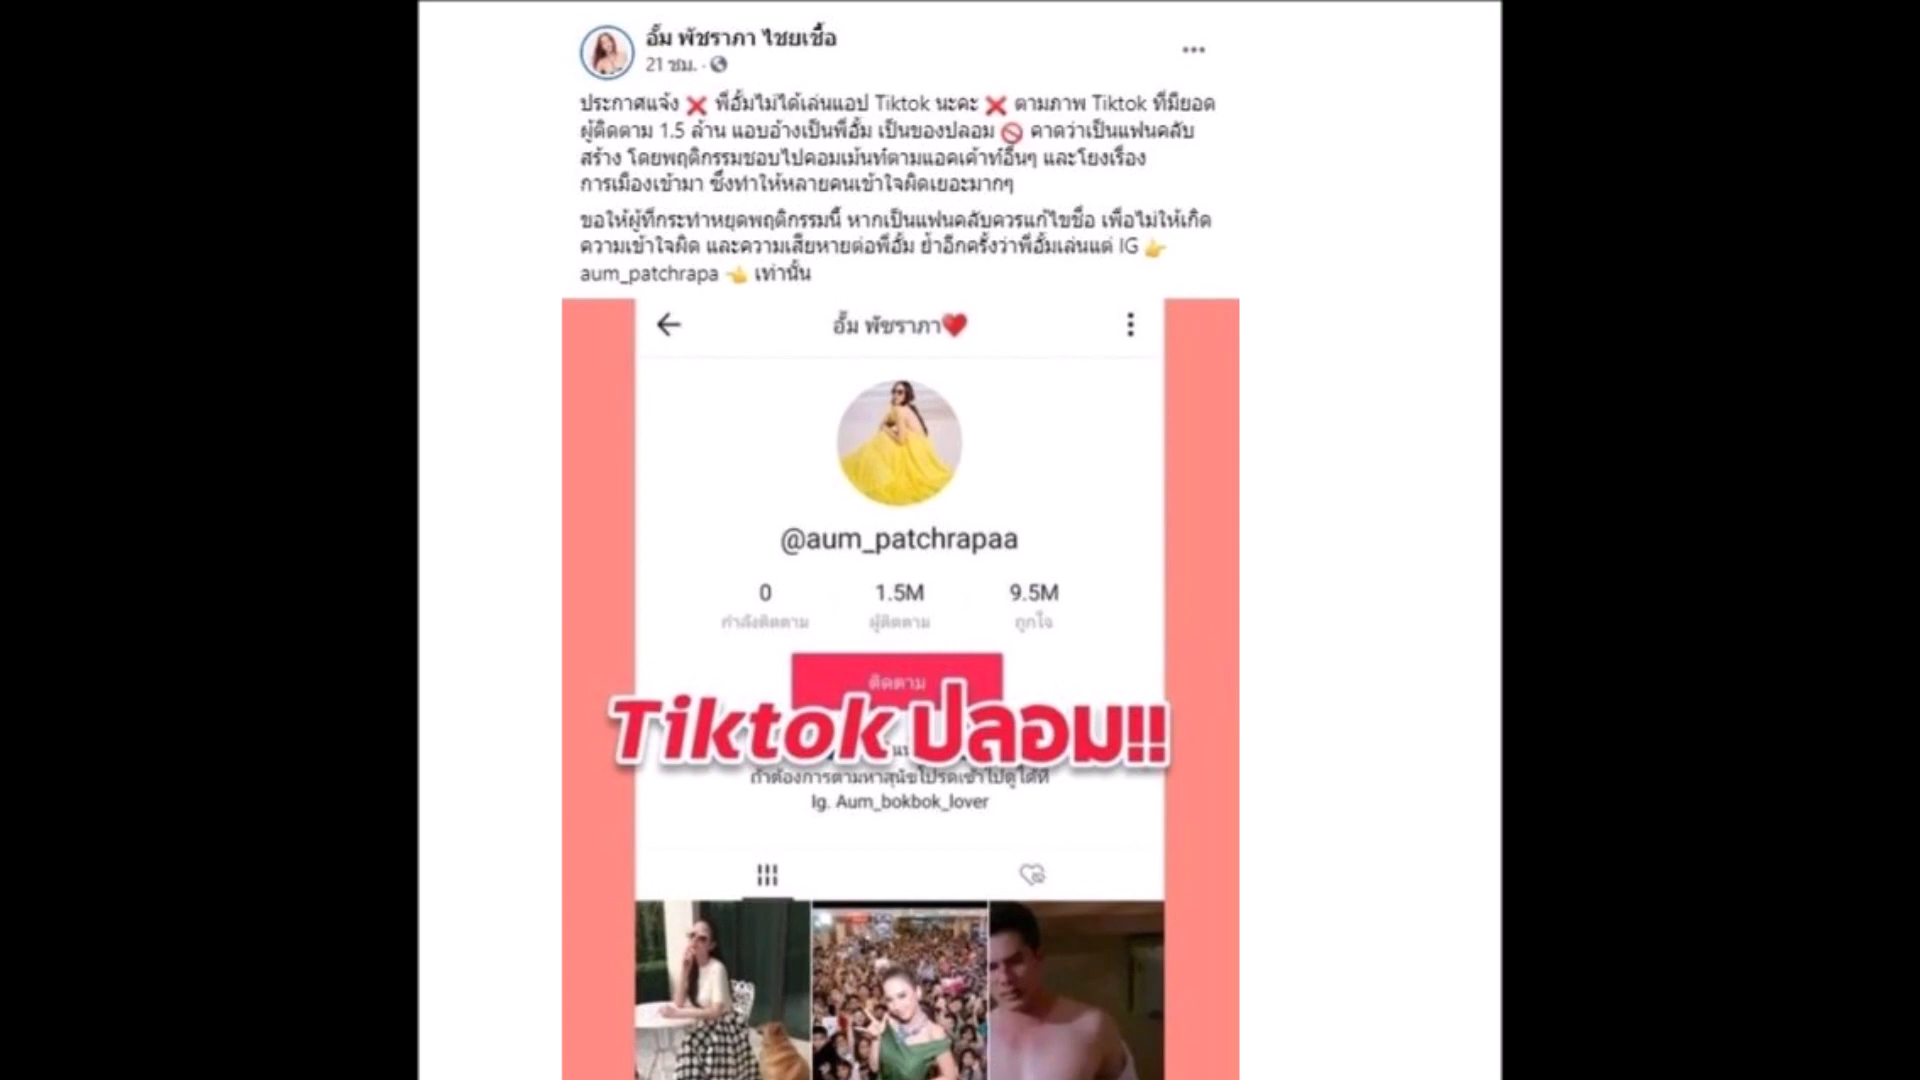 อั้ม พัชราภา ไชยเชื้อ
21 ชม.
ประกาศแจ้ง ❌ พี่อั้มไม่ได้เล่นแอป Tiktok นะคะ ❌ ตามภาพ Tiktok ที่มียอด
ผู้ติดตาม 1.5 ล้าน แอบอ้างเป็นพี่อั้ม เป็นของปลอม 🚫 คาดว่าเป็นแฟนคลับ
สร้าง โดยพฤติกรรมชอบไปคอมเม้นท์ตามแอคเค้าท์อื่นๆ และโยงเรื่อง
การเมืองเข้ามา ซึ่งทำให้หลายคนเข้าใจผิดเยอะมากๆ
ขอให้ผู้ที่กระทำหยุดพฤติกรรมนี้ หากเป็นแฟนคลับควรแก้ไขชื่อ เพื่อไม่ให้เกิด
ความเข้าใจผิด และความเสียหายต่อพี่อั้ม ย้ำอีกครั้งว่าพี่อั้มเล่นแต่ IG 👉
aum_patchrapa 👈 เท่านั้น
อั้ม พัชราภา❤️
@aum_patchrapaa
0 1.5M 9.5M
กำลังติดตาม ผู้ติดตาม ถูกใจ
ติดตาม
Tiktok ปลอม!!
ถ้าต้องการตามหาสุนัขโปรดเข้าไปดูได้ที่
Ig. Aum_bokbok_lover